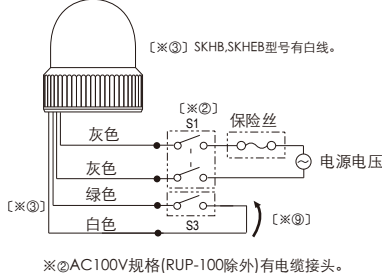 ［※③］SKHB,SKHEB型号有白线。
［※②］
S1
保险丝
灰色
灰色
电源电压
绿色
［※③］
白色
S3
［※⑨］
※②AC100V规格(RUP-100除外)有电缆接头。